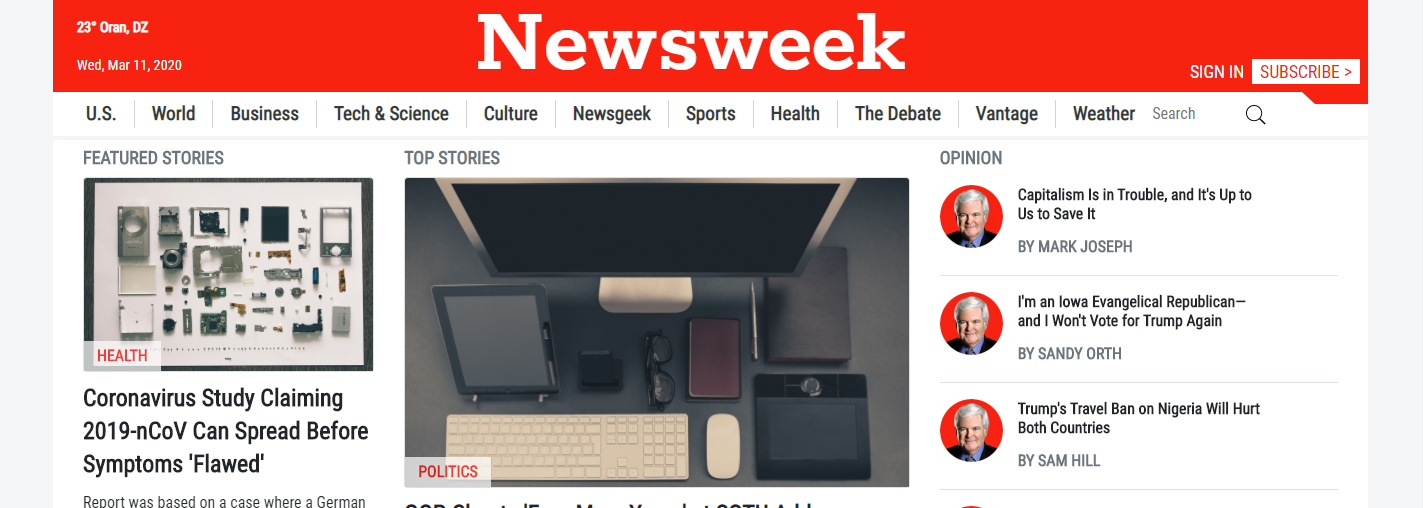 23° Oran, DZ
Newsweek
Wed, Mar 11, 2020
SIGN IN SUBSCRIBE >
U.S. World Business Tech & Science Culture Newsgeek Sports Health The Debate Vantage Weather Search
FEATURED STORIES
HEALTH
Coronavirus Study Claiming
2019-nCoV Can Spread Before
Symptoms 'Flawed'
Report was based on a case where a German
TOP STORIES
POLITICS
OPINION
Capitalism Is in Trouble, and It's Up to
Us to Save It
BY MARK JOSEPH
I'm an Iowa Evangelical Republican—
and I Won't Vote for Trump Again
BY SANDY ORTH
Trump's Travel Ban on Nigeria Will Hurt
Both Countries
BY SAM HILL